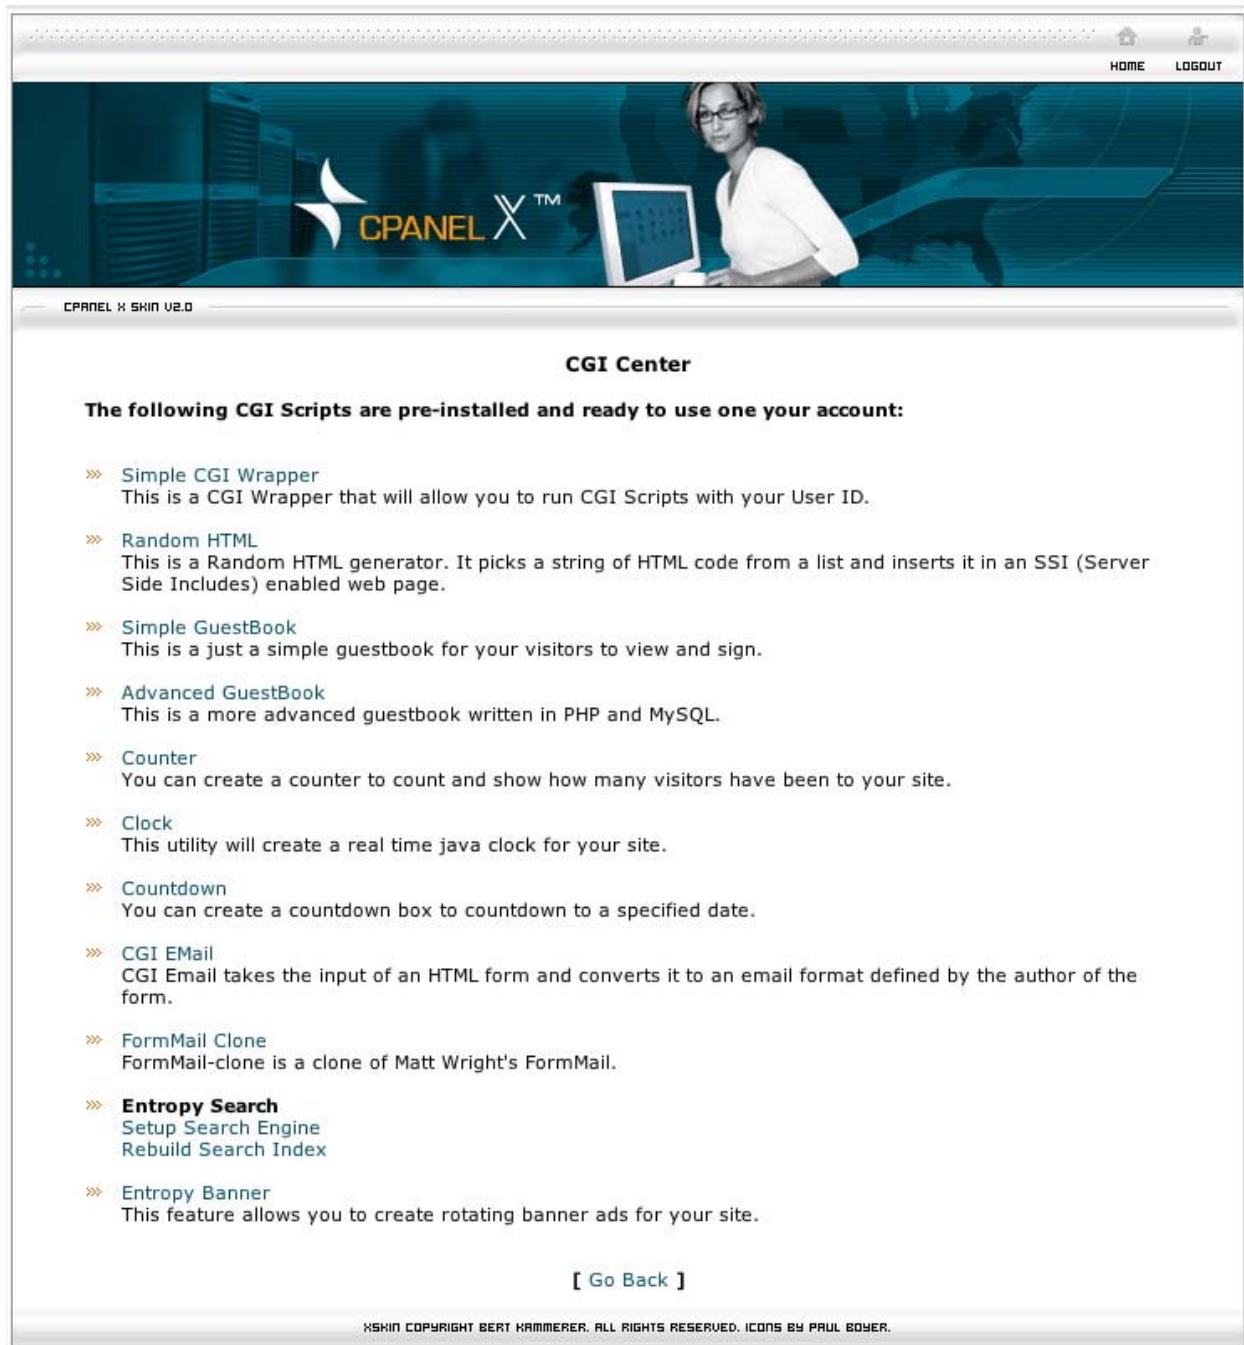 HOME LOGOUT
CPANEL X ™
CPANEL X SKIN V2.0
CGI Center
The following CGI Scripts are pre-installed and ready to use one your account:
Simple CGI Wrapper
This is a CGI Wrapper that will allow you to run CGI Scripts with your User ID.
Random HTML
This is a Random HTML generator. It picks a string of HTML code from a list and inserts it in an SSI (Server
Side Includes) enabled web page.
Simple GuestBook
This is a just a simple guestbook for your visitors to view and sign.
Advanced GuestBook
This is a more advanced guestbook written in PHP and MySQL.
Counter
You can create a counter to count and show how many visitors have been to your site.
Clock
This utility will create a real time java clock for your site.
Countdown
You can create a countdown box to countdown to a specified date.
CGI EMail
CGI Email takes the input of an HTML form and converts it to an email format defined by the author of the
form.
FormMail Clone
FormMail-clone is a clone of Matt Wright's FormMail.
Entropy Search
Setup Search Engine
Rebuild Search Index
Entropy Banner
This feature allows you to create rotating banner ads for your site.
[ Go Back ]
XSKIN COPYRIGHT BERT KAMMERER. ALL RIGHTS RESERVED. ICONS BY PAUL BOYER.